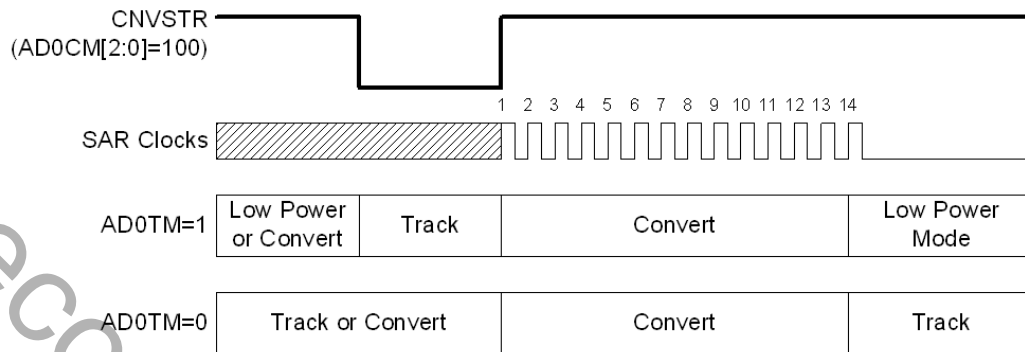 CNVSTR
(AD0CM[2:0]=100)
1 2 3 4 5 6 7 8 9 10 11 12 13 14
SAR Clocks
AD0TM=1
Low Power
or Convert
Track
Convert
Low Power
Mode
AD0TM=0
Track or Convert
Convert
Track
eco